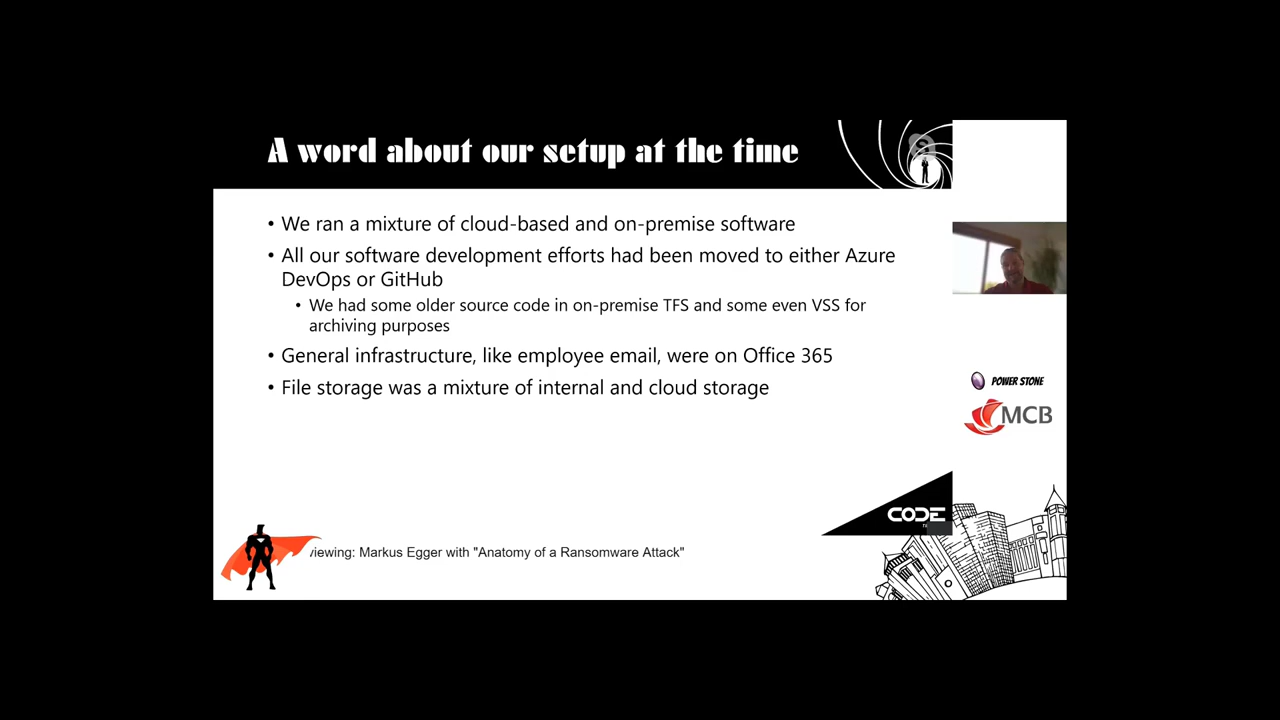 A word about our setup at the time
• We ran a mixture of cloud-based and on-premise software
• All our software development efforts had been moved to either Azure
DevOps or GitHub
• We had some older source code in on-premise TFS and some even VSS for
archiving purposes
• General infrastructure, like employee email, were on Office 365
• File storage was a mixture of internal and cloud storage
POWER STONE
MCB
CODE
iewing: Markus Egger with "Anatomy of a Ransomware Attack"